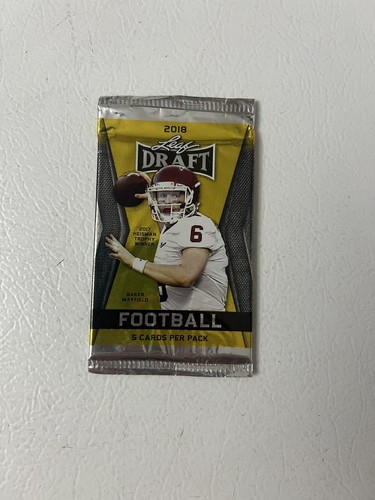 2018
Leaf
DRAFT
2017
HEISMAN
TROPHY
WINNER
6
BAKER
MAYFIELD
FOOTBALL
5 CARDS PER PACK